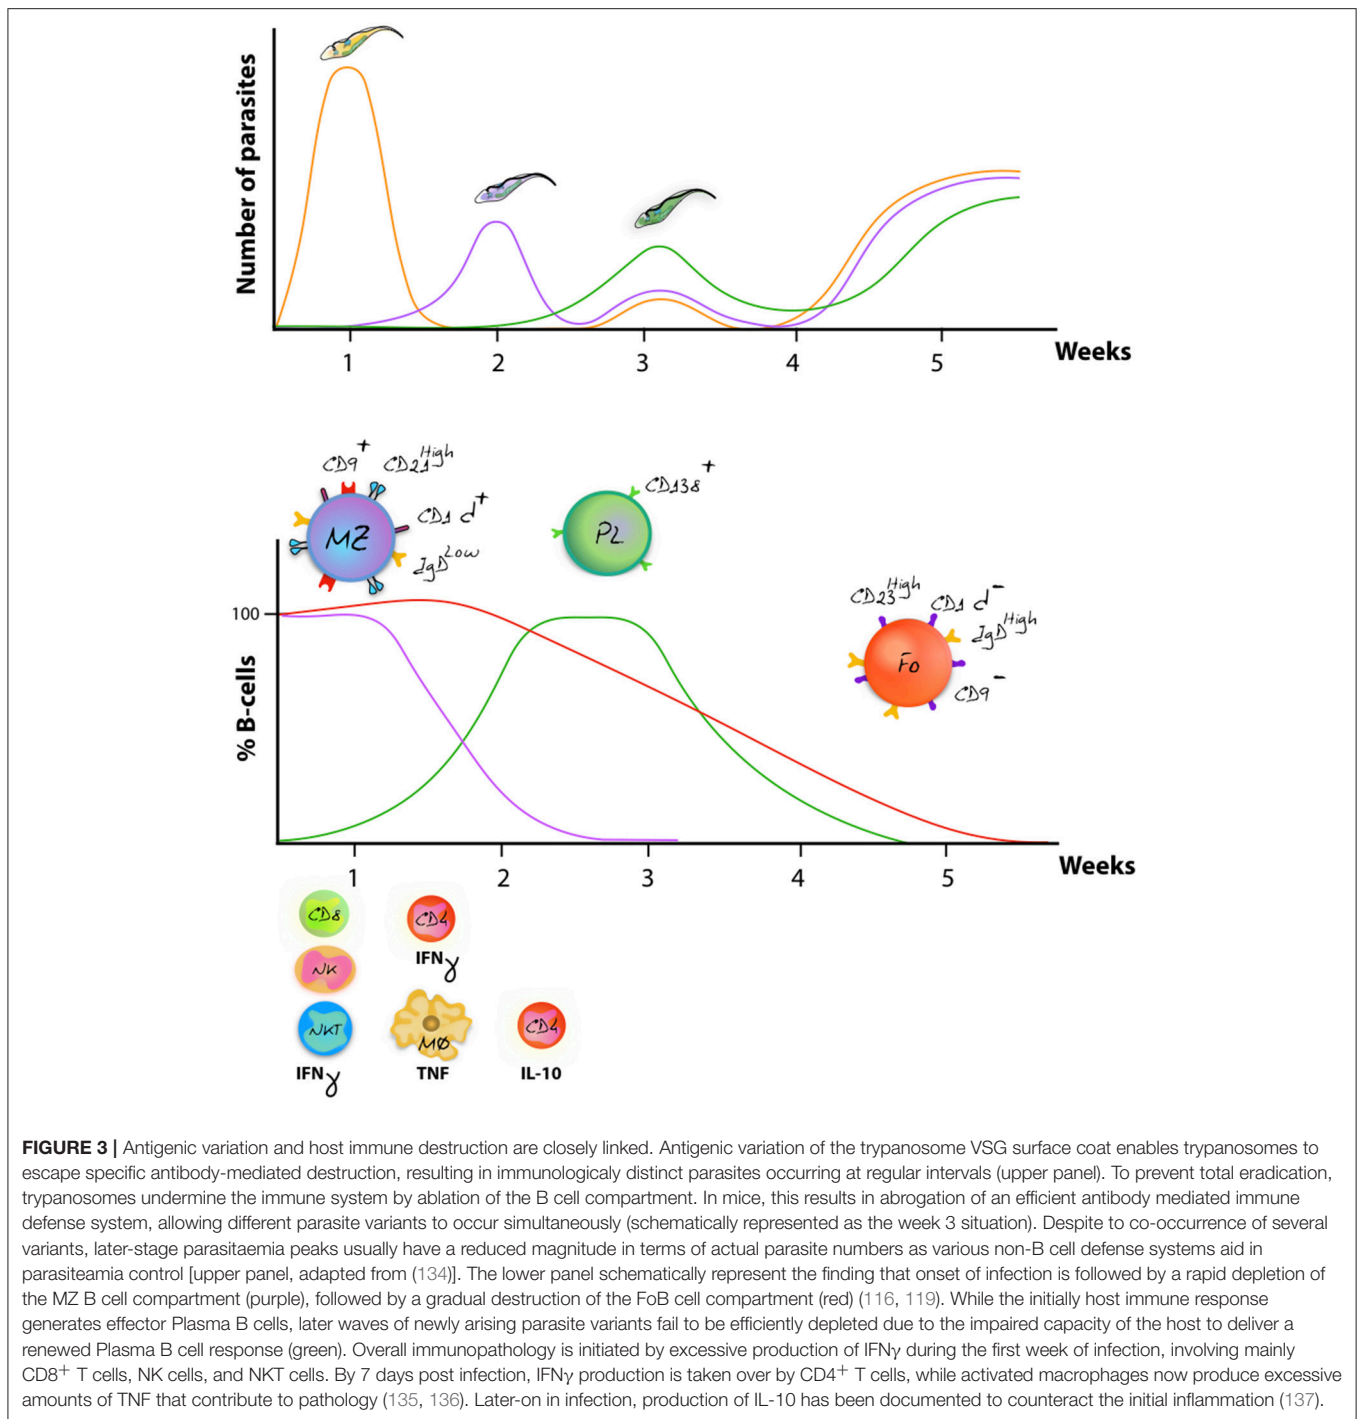 Number of parasites
1 2 3 4 5
Weeks
CD9+ CD21High
CD1 d+
IgDLow
MZ
CD138+
PL
CD23High CD1 d−
IgDHigh
Fo
CD9−
100
% B-cells
1 2 3 4 5
Weeks
CD8
CD4
IFNγ
NK
NKT
MØ
CD4
IFNγ
TNF
IL-10
FIGURE 3 | Antigenic variation and host immune destruction are closely linked. Antigenic variation of the trypanosome VSG surface coat enables trypanosomes to
escape specific antibody-mediated destruction, resulting in immunologicaly distinct parasites occurring at regular intervals (upper panel). To prevent total eradication,
trypanosomes undermine the immune system by ablation of the B cell compartment. In mice, this results in abrogation of an efficient antibody mediated immune
defense system, allowing different parasite variants to occur simultaneously (schematically represented as the week 3 situation). Despite to co-occurrence of several
variants, later-stage parasitaemia peaks usually have a reduced magnitude in terms of actual parasite numbers as various non-B cell defense systems aid in
parasiteamia control [upper panel, adapted from (134)]. The lower panel schematically represent the finding that onset of infection is followed by a rapid depletion of
the MZ B cell compartment (purple), followed by a gradual destruction of the FoB cell compartment (red) (116, 119). While the initially host immune response
generates effector Plasma B cells, later waves of newly arising parasite variants fail to be efficiently depleted due to the impaired capacity of the host to deliver a
renewed Plasma B cell response (green). Overall immunopathology is initiated by excessive production of IFNγ during the first week of infection, involving mainly
CD8+ T cells, NK cells, and NKT cells. By 7 days post infection, IFNγ production is taken over by CD4+ T cells, while activated macrophages now produce excessive
amounts of TNF that contribute to pathology (135, 136). Later-on in infection, production of IL-10 has been documented to counteract the initial inflammation (137).